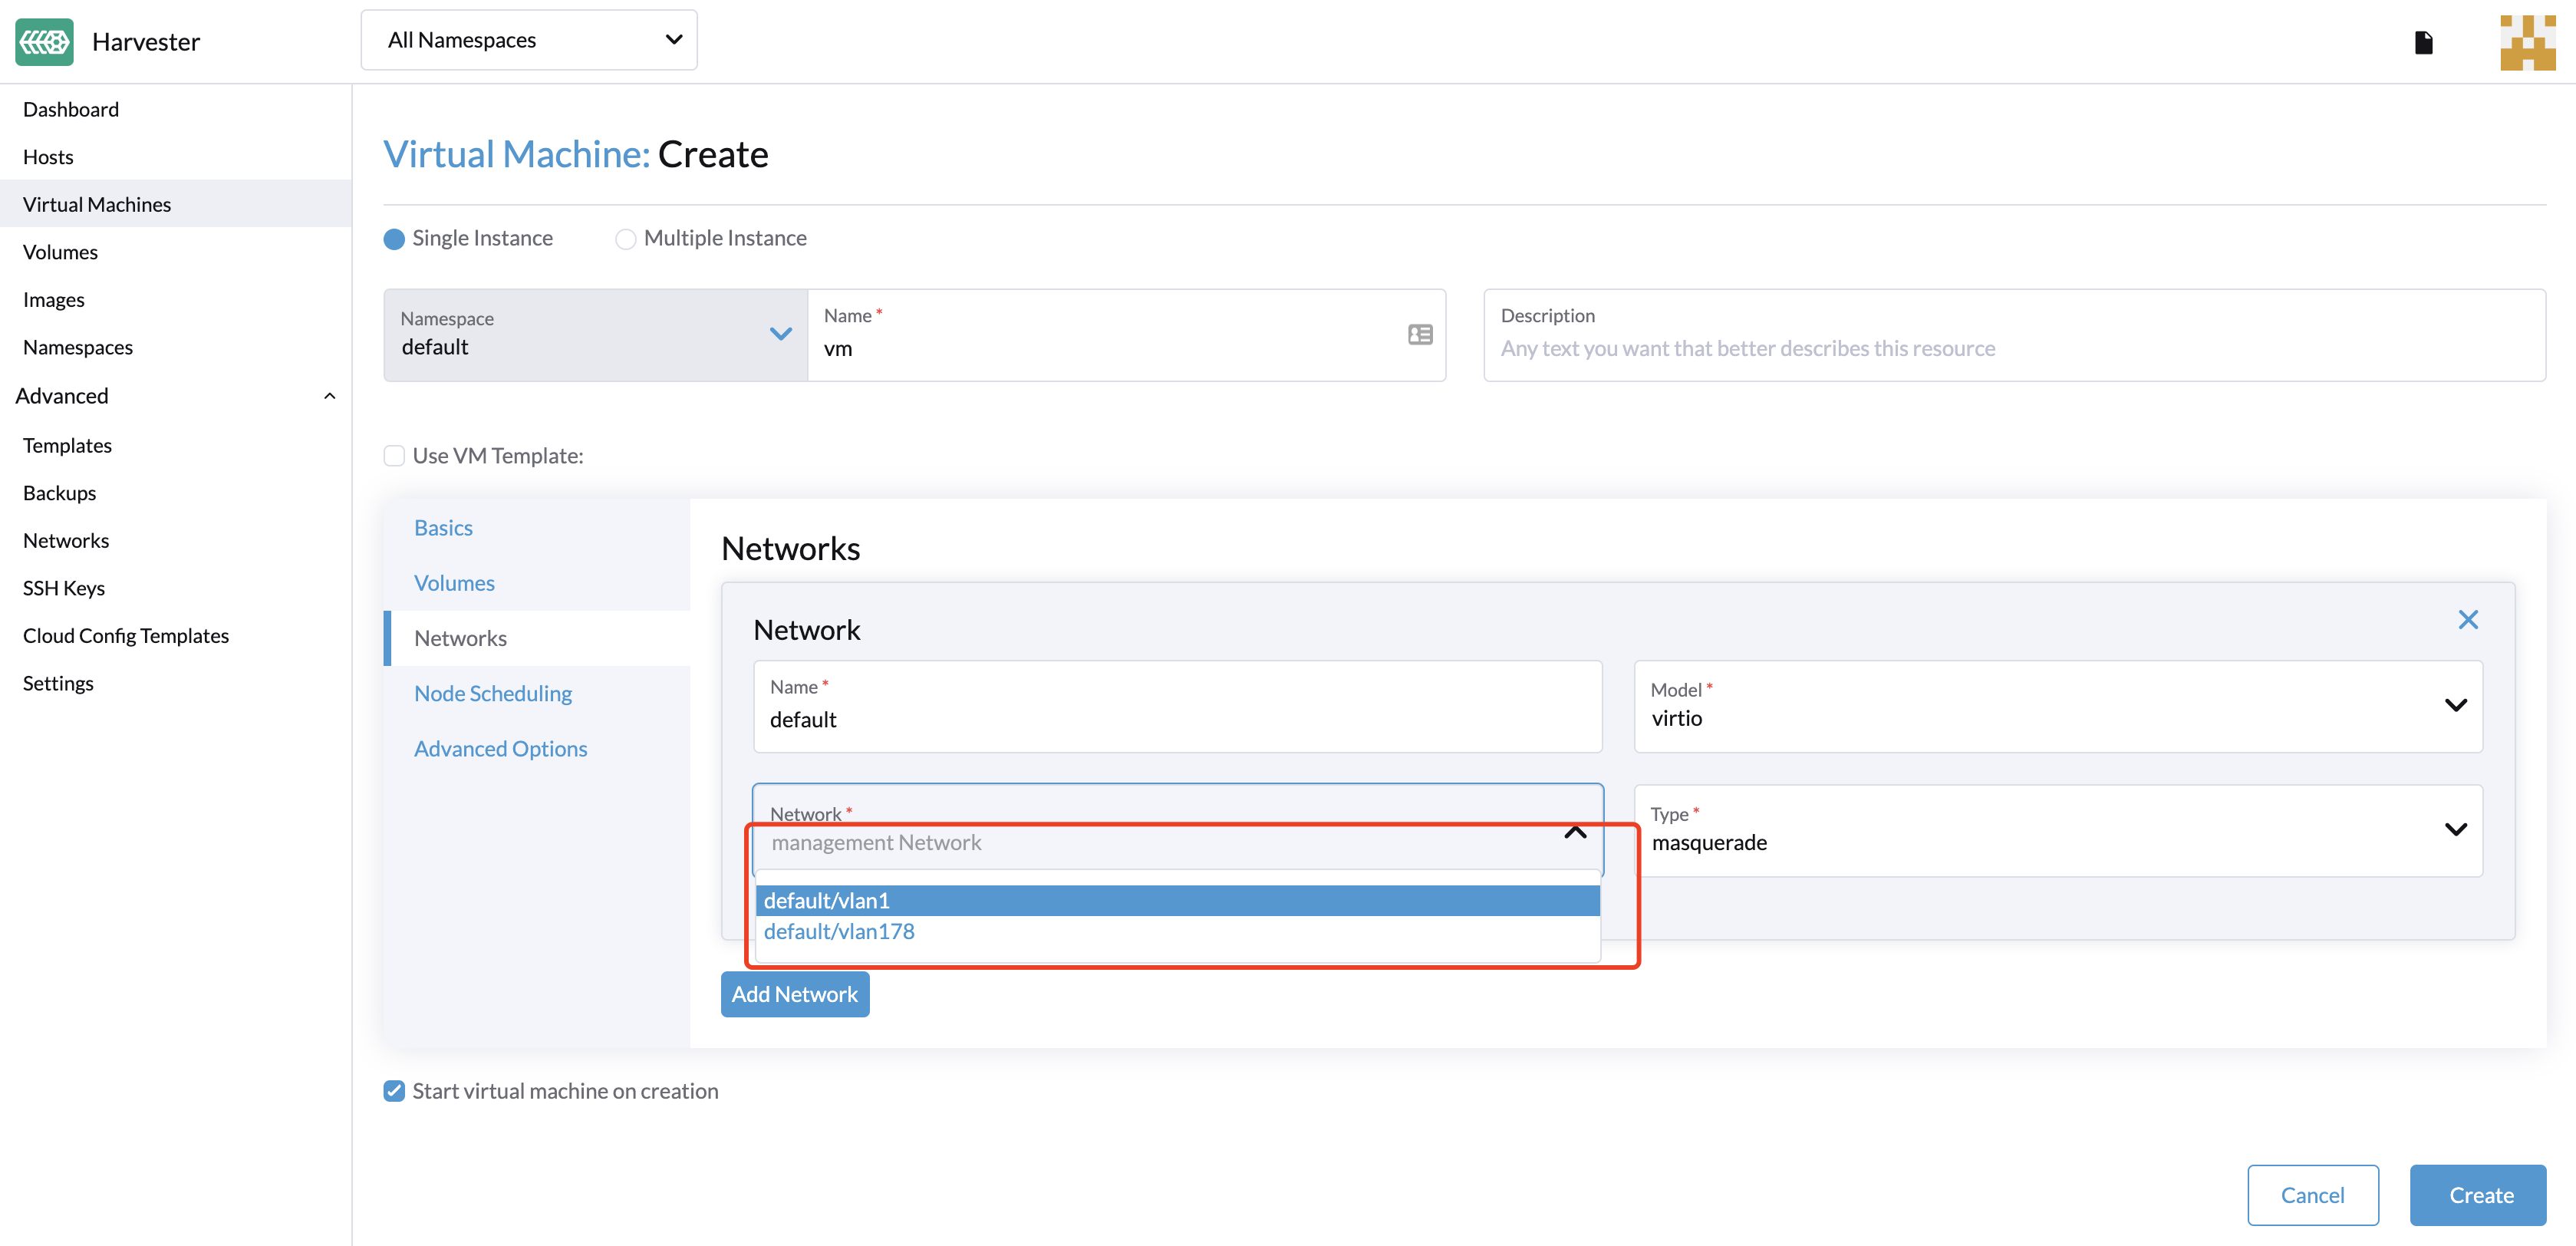 Harvester
All Namespaces
Dashboard
Hosts
Virtual Machines
Volumes
Images
Namespaces
Advanced
Templates
Backups
Networks
SSH Keys
Cloud Config Templates
Settings
Virtual Machine: Create
Single Instance Multiple Instance
Namespace
default
Name *
vm
Description
Any text you want that better describes this resource
Use VM Template:
Basics
Volumes
Networks
Node Scheduling
Advanced Options
Networks
Network
Name *
default
Model *
virtio
Network *
management Network
Type *
masquerade
default/vlan1
default/vlan178
Add Network
Start virtual machine on creation
Cancel
Create